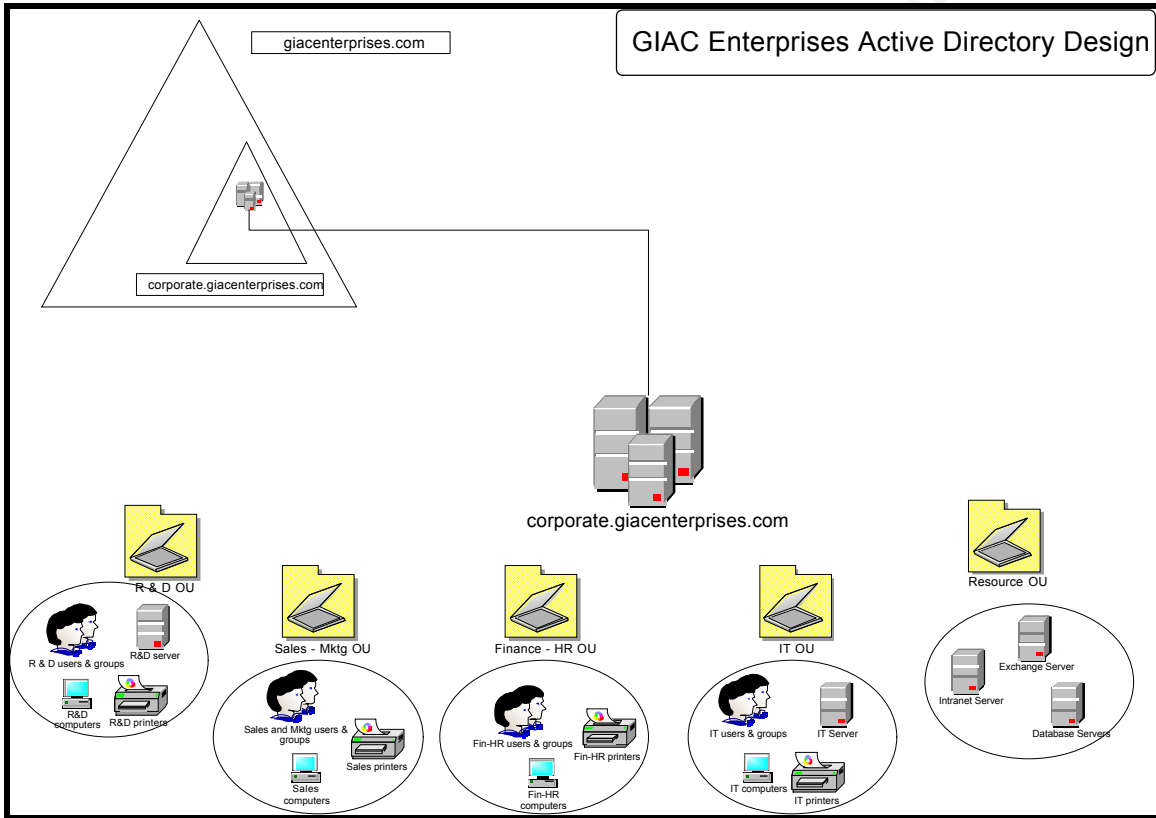 giacenterprises.com
GIAC Enterprises Active Directory Design
corporate.giacenterprises.com
corporate.giacenterprises.com
R & D OU
R & D users & groups
R&D server
R&D
computers
R&D printers
Sales - Mktg OU
Sales and Mktg users &
groups
Sales printers
Sales
computers
Finance - HR OU
Fin-HR users & groups
Fin-HR printers
Fin-HR
computers
IT OU
IT users & groups
IT Server
IT computers
IT printers
Resource OU
Exchange Server
Intranet Server
Database Servers